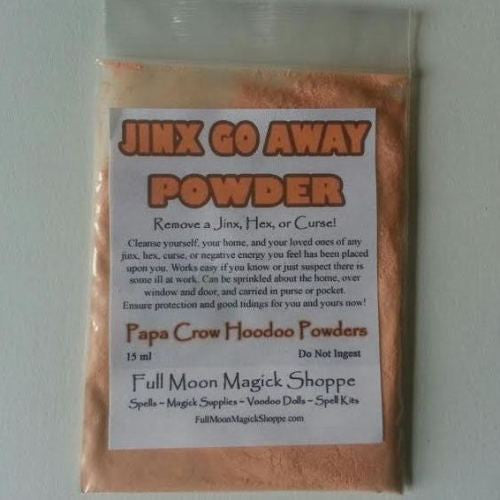 JINX GO AWAY
POWDER
Remove a Jinx, Hex, or Curse!
Cleanse yourself, your home, and your loved ones of any
jinx, hex, curse, or negative energy you feel has been placed
upon you. Works easy if you know or just suspect there is
some ill at work. Can be sprinkled about the home, over
window and door, and carried in purse or pocket.
Ensure protection and good tidings for you and yours now!
Papa Crow Hoodoo Powders
15 ml Do Not Ingest
Full Moon Magick Shoppe
Spells ~ Magick Supplies ~ Voodoo Dolls ~ Spell Kits
FullMoonMagickShoppe.com